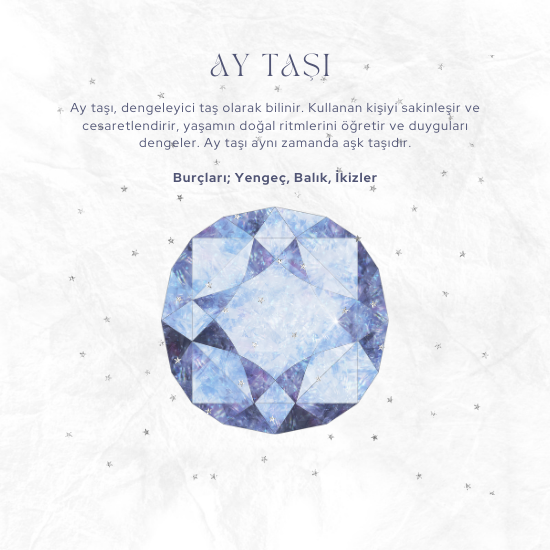 AY TAŞI
Ay taşı, dengeleyici taş olarak bilinir. Kullanan kişiyi sakinleşir ve
cesaretlendirir, yaşamın doğal ritmlerini öğretir ve duyguları
dengeler. Ay taşı aynı zamanda aşk taşıdır.
Burçları; Yengeç, Balık, İkizler